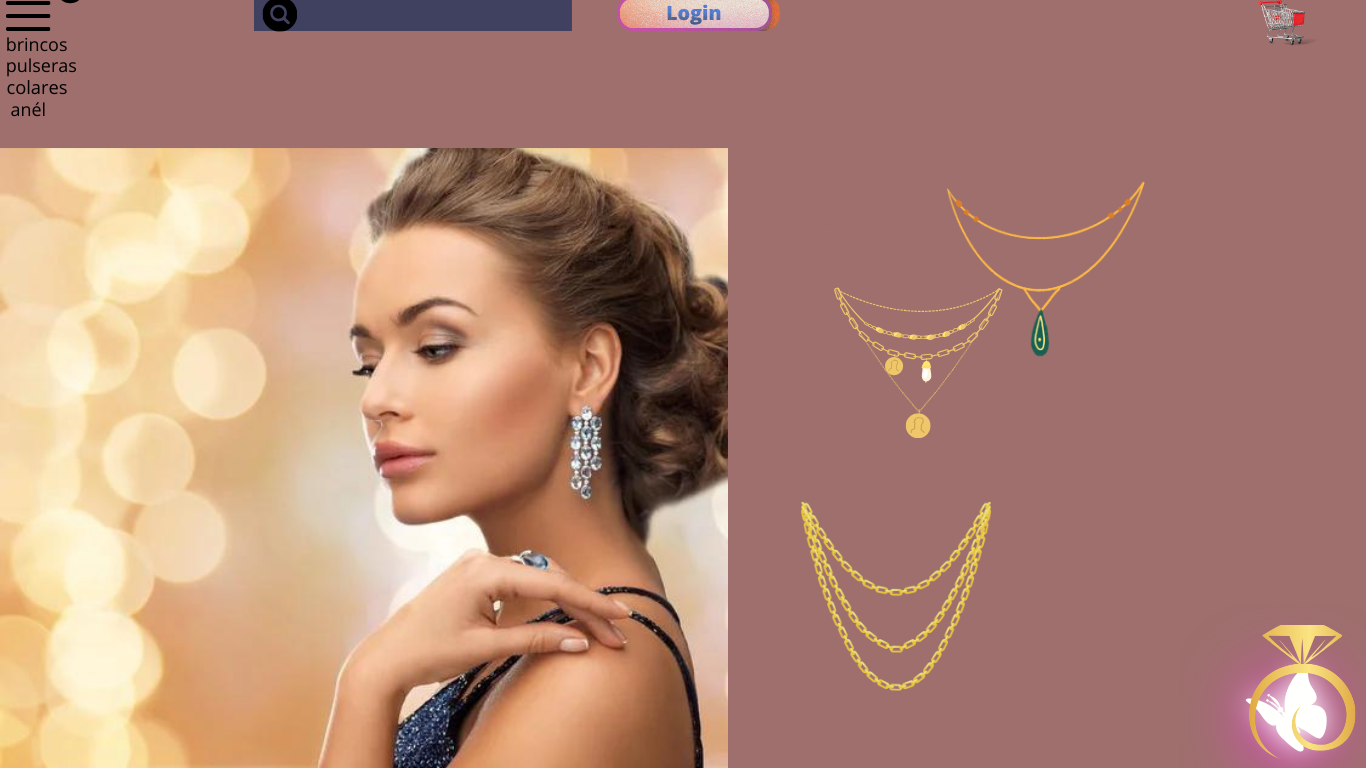 Login
brincos
pulseras
colares
anél